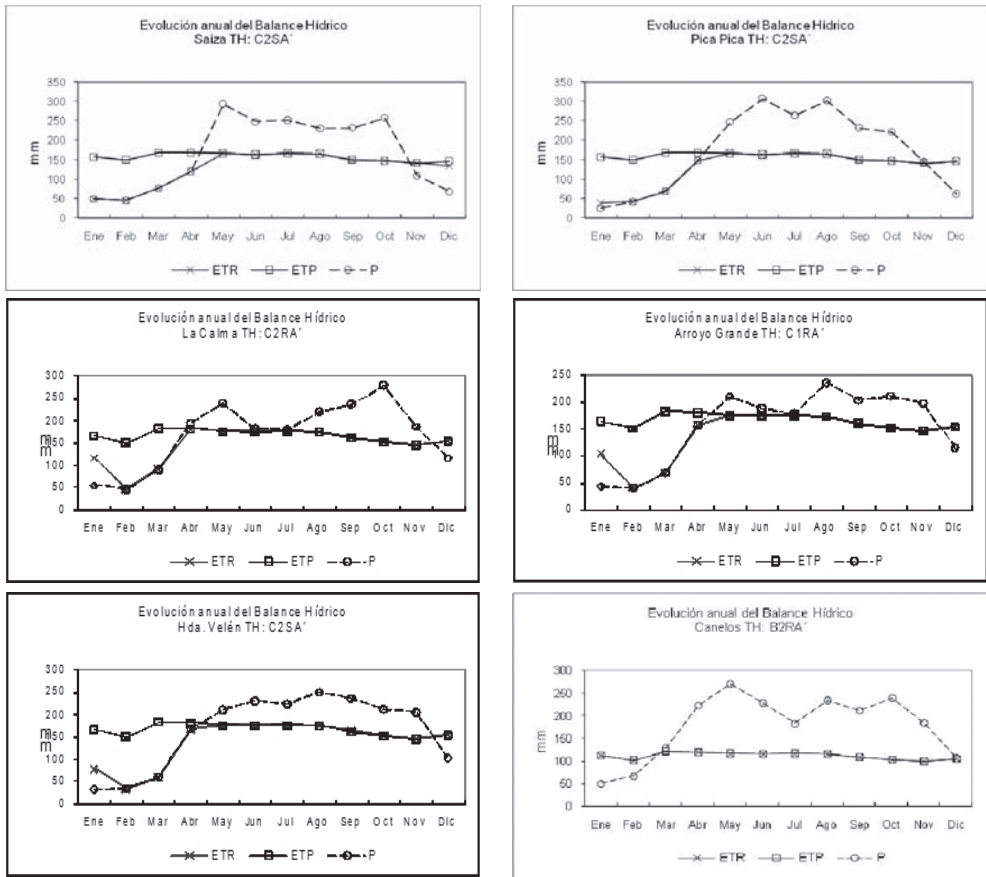 Evolución anual del Balance Hídrico
Saiza TH: C2SA´
350
300
250
200
150
100
50
0
mm
Ene Feb Mar Abr May Jun Jul Ago Sep Oct Nov Dic
ETR ETP P
Evolución anual del Balance Hídrico
Pica Pica TH: C2SA´
350
300
250
200
150
100
50
0
mm
Ene Feb Mar Abr May Jun Jul Ago Sep Oct Nov Dic
ETR ETP P
Evolución anual del Balance Hídrico
La Calma TH: C2RA´
300
250
200
150
100
50
0
mm
Ene Feb Mar Abr May Jun Jul Ago Sep Oct Nov Dic
ETR ETP P
Evolución anual del Balance Hídrico
Arroyo Grande TH: C1RA´
250
200
150
100
50
0
mm
Ene Feb Mar Abr May Jun Jul Ago Sep Oct Nov Dic
ETR ETP P
Evolución anual del Balance Hídrico
Hda. Velén TH: C2SA´
300
250
200
150
100
50
0
mm
Ene Feb Mar Abr May Jun Jul Ago Sep Oct Nov Dic
ETR ETP P
Evolución anual del Balance Hídrico
Canelos TH: B2RA´
300
250
200
150
100
50
0
mm
Ene Feb Mar Abr May Jun Jul Ago Sep Oct Nov Dic
ETR ETP P